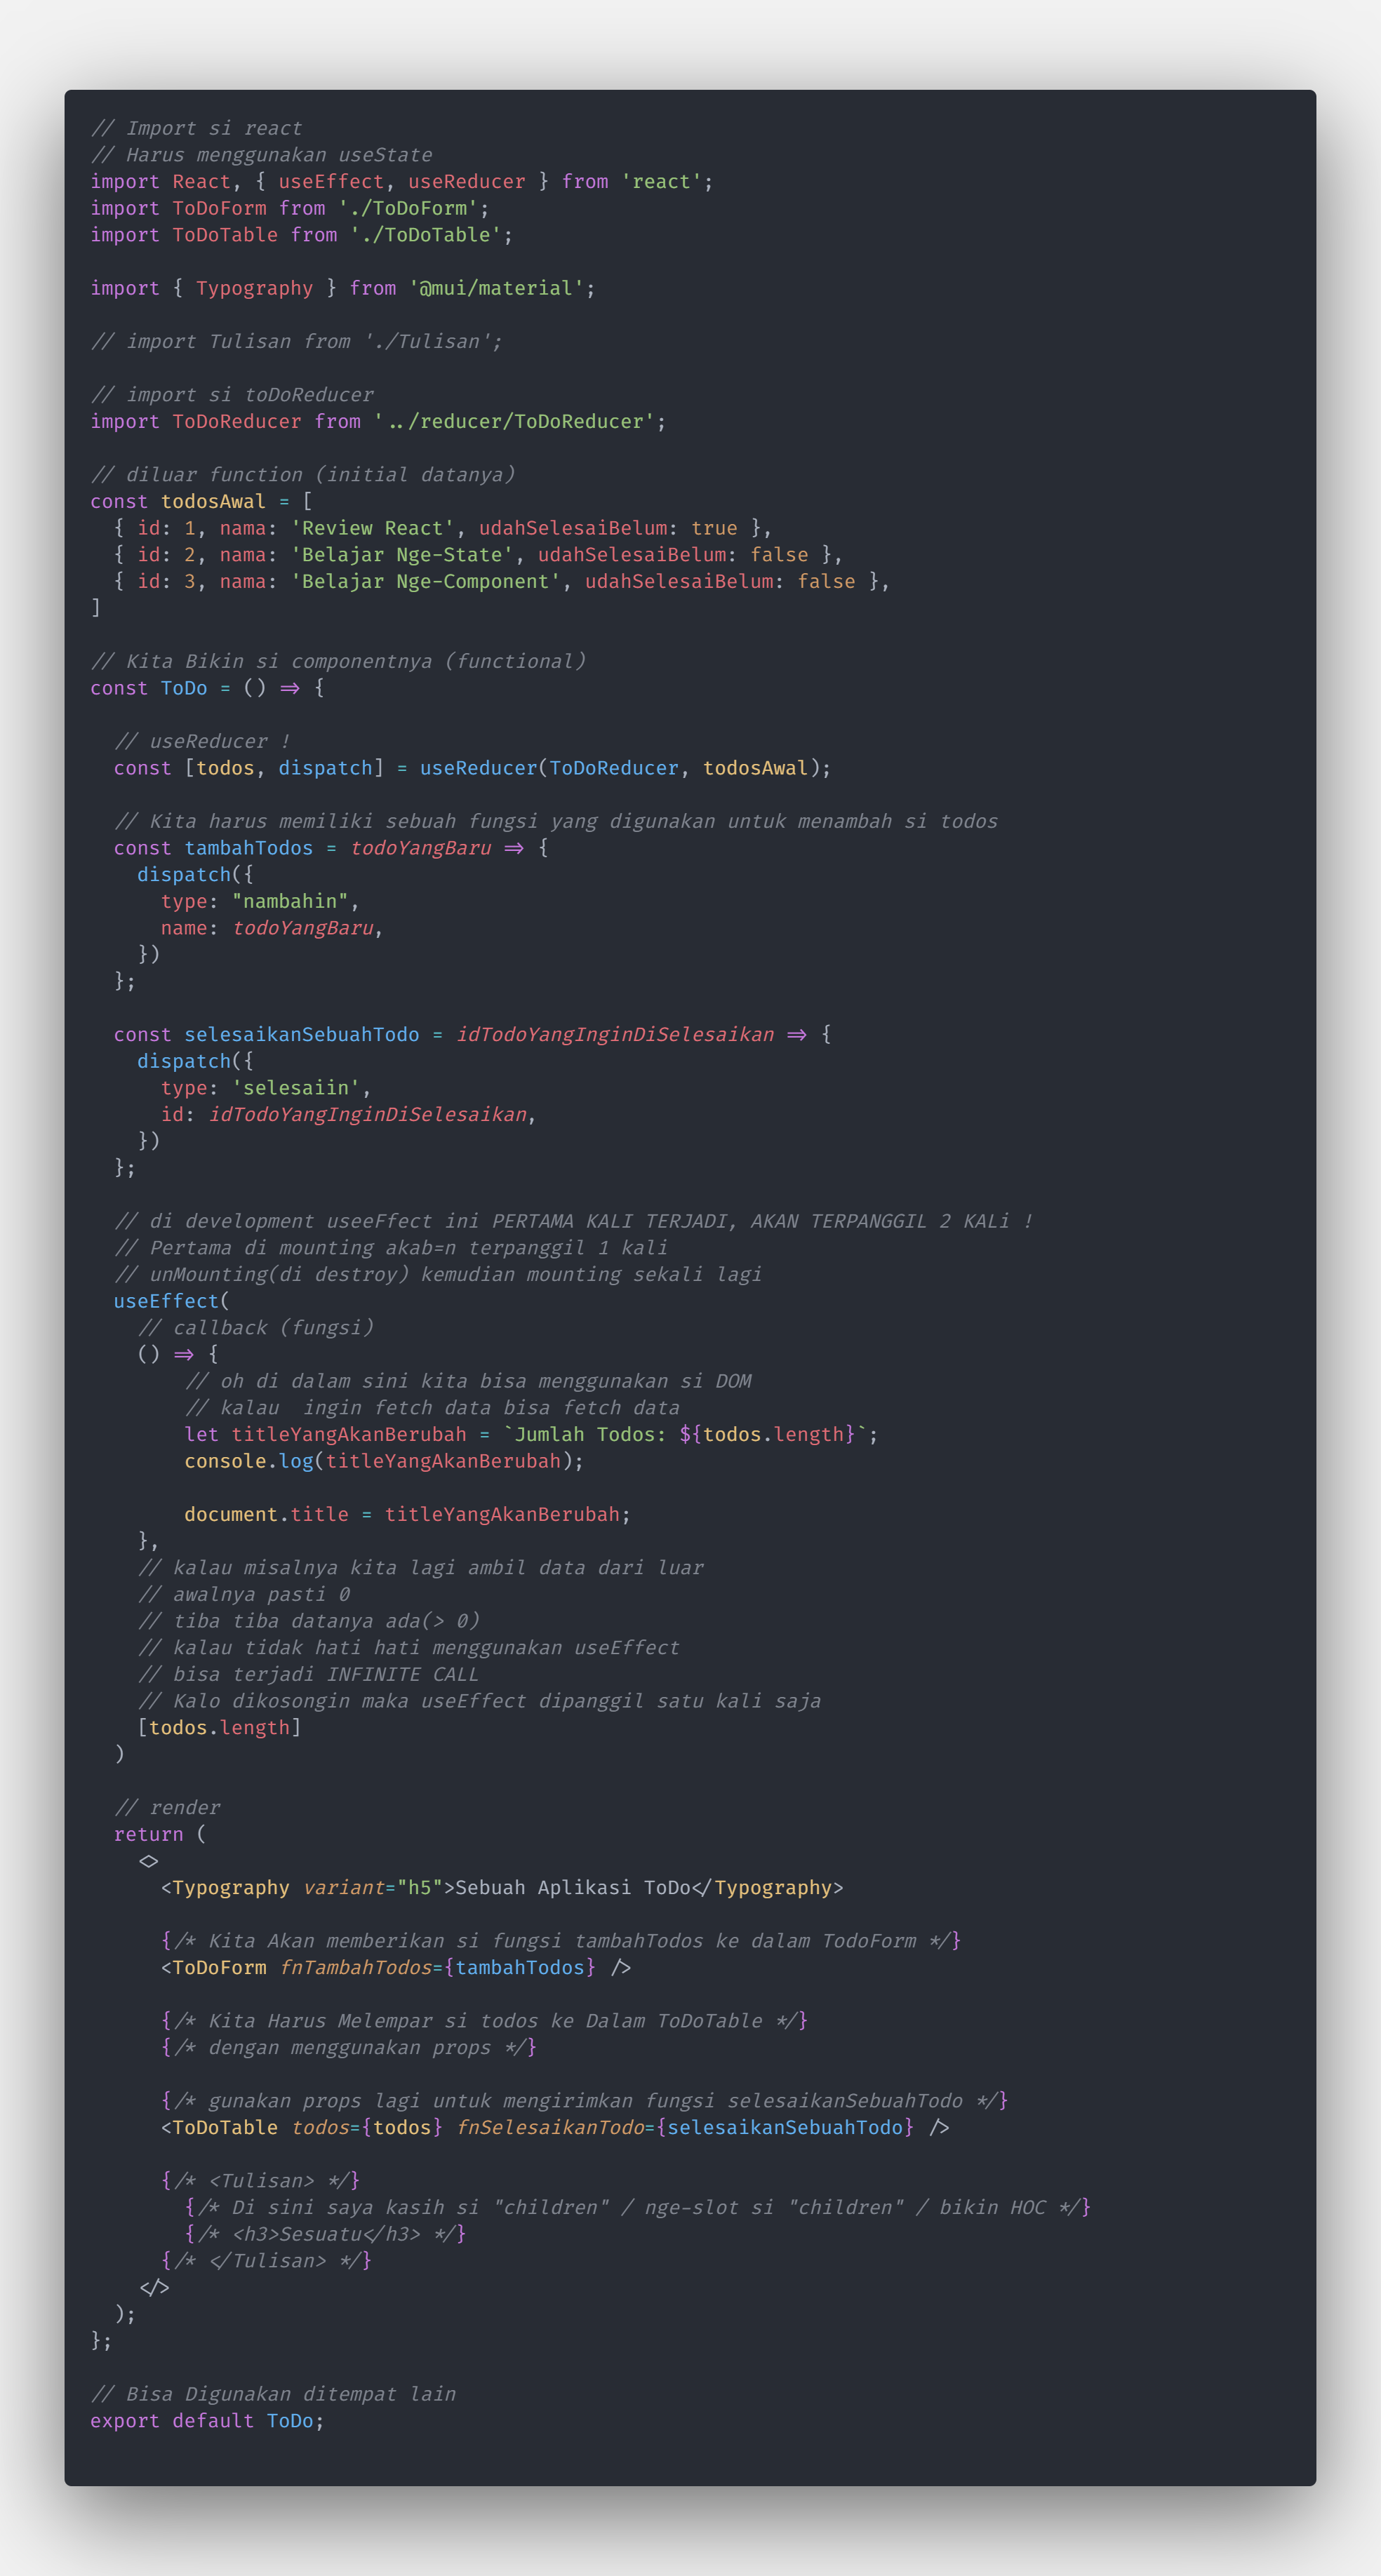 // Import si react
// Harus menggunakan useState
import React, { useEffect, useReducer } from 'react';
import ToDoForm from './ToDoForm';
import ToDoTable from './ToDoTable';
import { Typography } from '@mui/material';
// import Tulisan from './Tulisan';
// import si toDoReducer
import ToDoReducer from '../reducer/ToDoReducer';
// diluar function (initial datanya)
const todosAwal = [
  { id: 1, nama: 'Review React', udahSelesaiBelum: true },
  { id: 2, nama: 'Belajar Nge-State', udahSelesaiBelum: false },
  { id: 3, nama: 'Belajar Nge-Component', udahSelesaiBelum: false },
]
// Kita Bikin si componentnya (functional)
const ToDo = () => {
  // useReducer !
  const [todos, dispatch] = useReducer(ToDoReducer, todosAwal);
  // Kita harus memiliki sebuah fungsi yang digunakan untuk menambah si todos
  const tambahTodos = todoYangBaru => {
    dispatch({
      type: "nambahin",
      name: todoYangBaru,
    })
  };
  const selesaikanSebuahTodo = idTodoYangInginDiSelesaikan => {
    dispatch({
      type: 'selesaiin',
      id: idTodoYangInginDiSelesaikan,
    })
  };
  // di development useeFfect ini PERTAMA KALI TERJADI, AKAN TERPANGGIL 2 KALi !
  // Pertama di mounting akab=n terpanggil 1 kali
  // unMounting(di destroy) kemudian mounting sekali lagi
  useEffect(
    // callback (fungsi)
    () => {
        // oh di dalam sini kita bisa menggunakan si DOM
        // kalau  ingin fetch data bisa fetch data
        let titleYangAkanBerubah = `Jumlah Todos: ${todos.length}`;
        console.log(titleYangAkanBerubah);
        document.title = titleYangAkanBerubah;
    },
    // kalau misalnya kita lagi ambil data dari luar
    // awalnya pasti 0
    // tiba tiba datanya ada(> 0)
    // kalau tidak hati hati menggunakan useEffect
    // bisa terjadi INFINITE CALL
    // Kalo dikosongin maka useEffect dipanggil satu kali saja
    [todos.length]
  )
  // render
  return (
    <>
      <Typography variant="h5">Sebuah Aplikasi ToDo</Typography>
      {/* Kita Akan memberikan si fungsi tambahTodos ke dalam TodoForm */}
      <ToDoForm fnTambahTodos={tambahTodos} />
      {/* Kita Harus Melempar si todos ke Dalam ToDoTable */}
      {/* dengan menggunakan props */}
      {/* gunakan props lagi untuk mengirimkan fungsi selesaikanSebuahTodo */}
      <ToDoTable todos={todos} fnSelesaikanTodo={selesaikanSebuahTodo} />
      {/* <Tulisan> */}
        {/* Di sini saya kasih si "children" / nge-slot si "children" / bikin HOC */}
        {/* <h3>Sesuatu</h3> */}
      {/* </Tulisan> */}
    </>
  );
};
// Bisa Digunakan ditempat lain
export default ToDo;